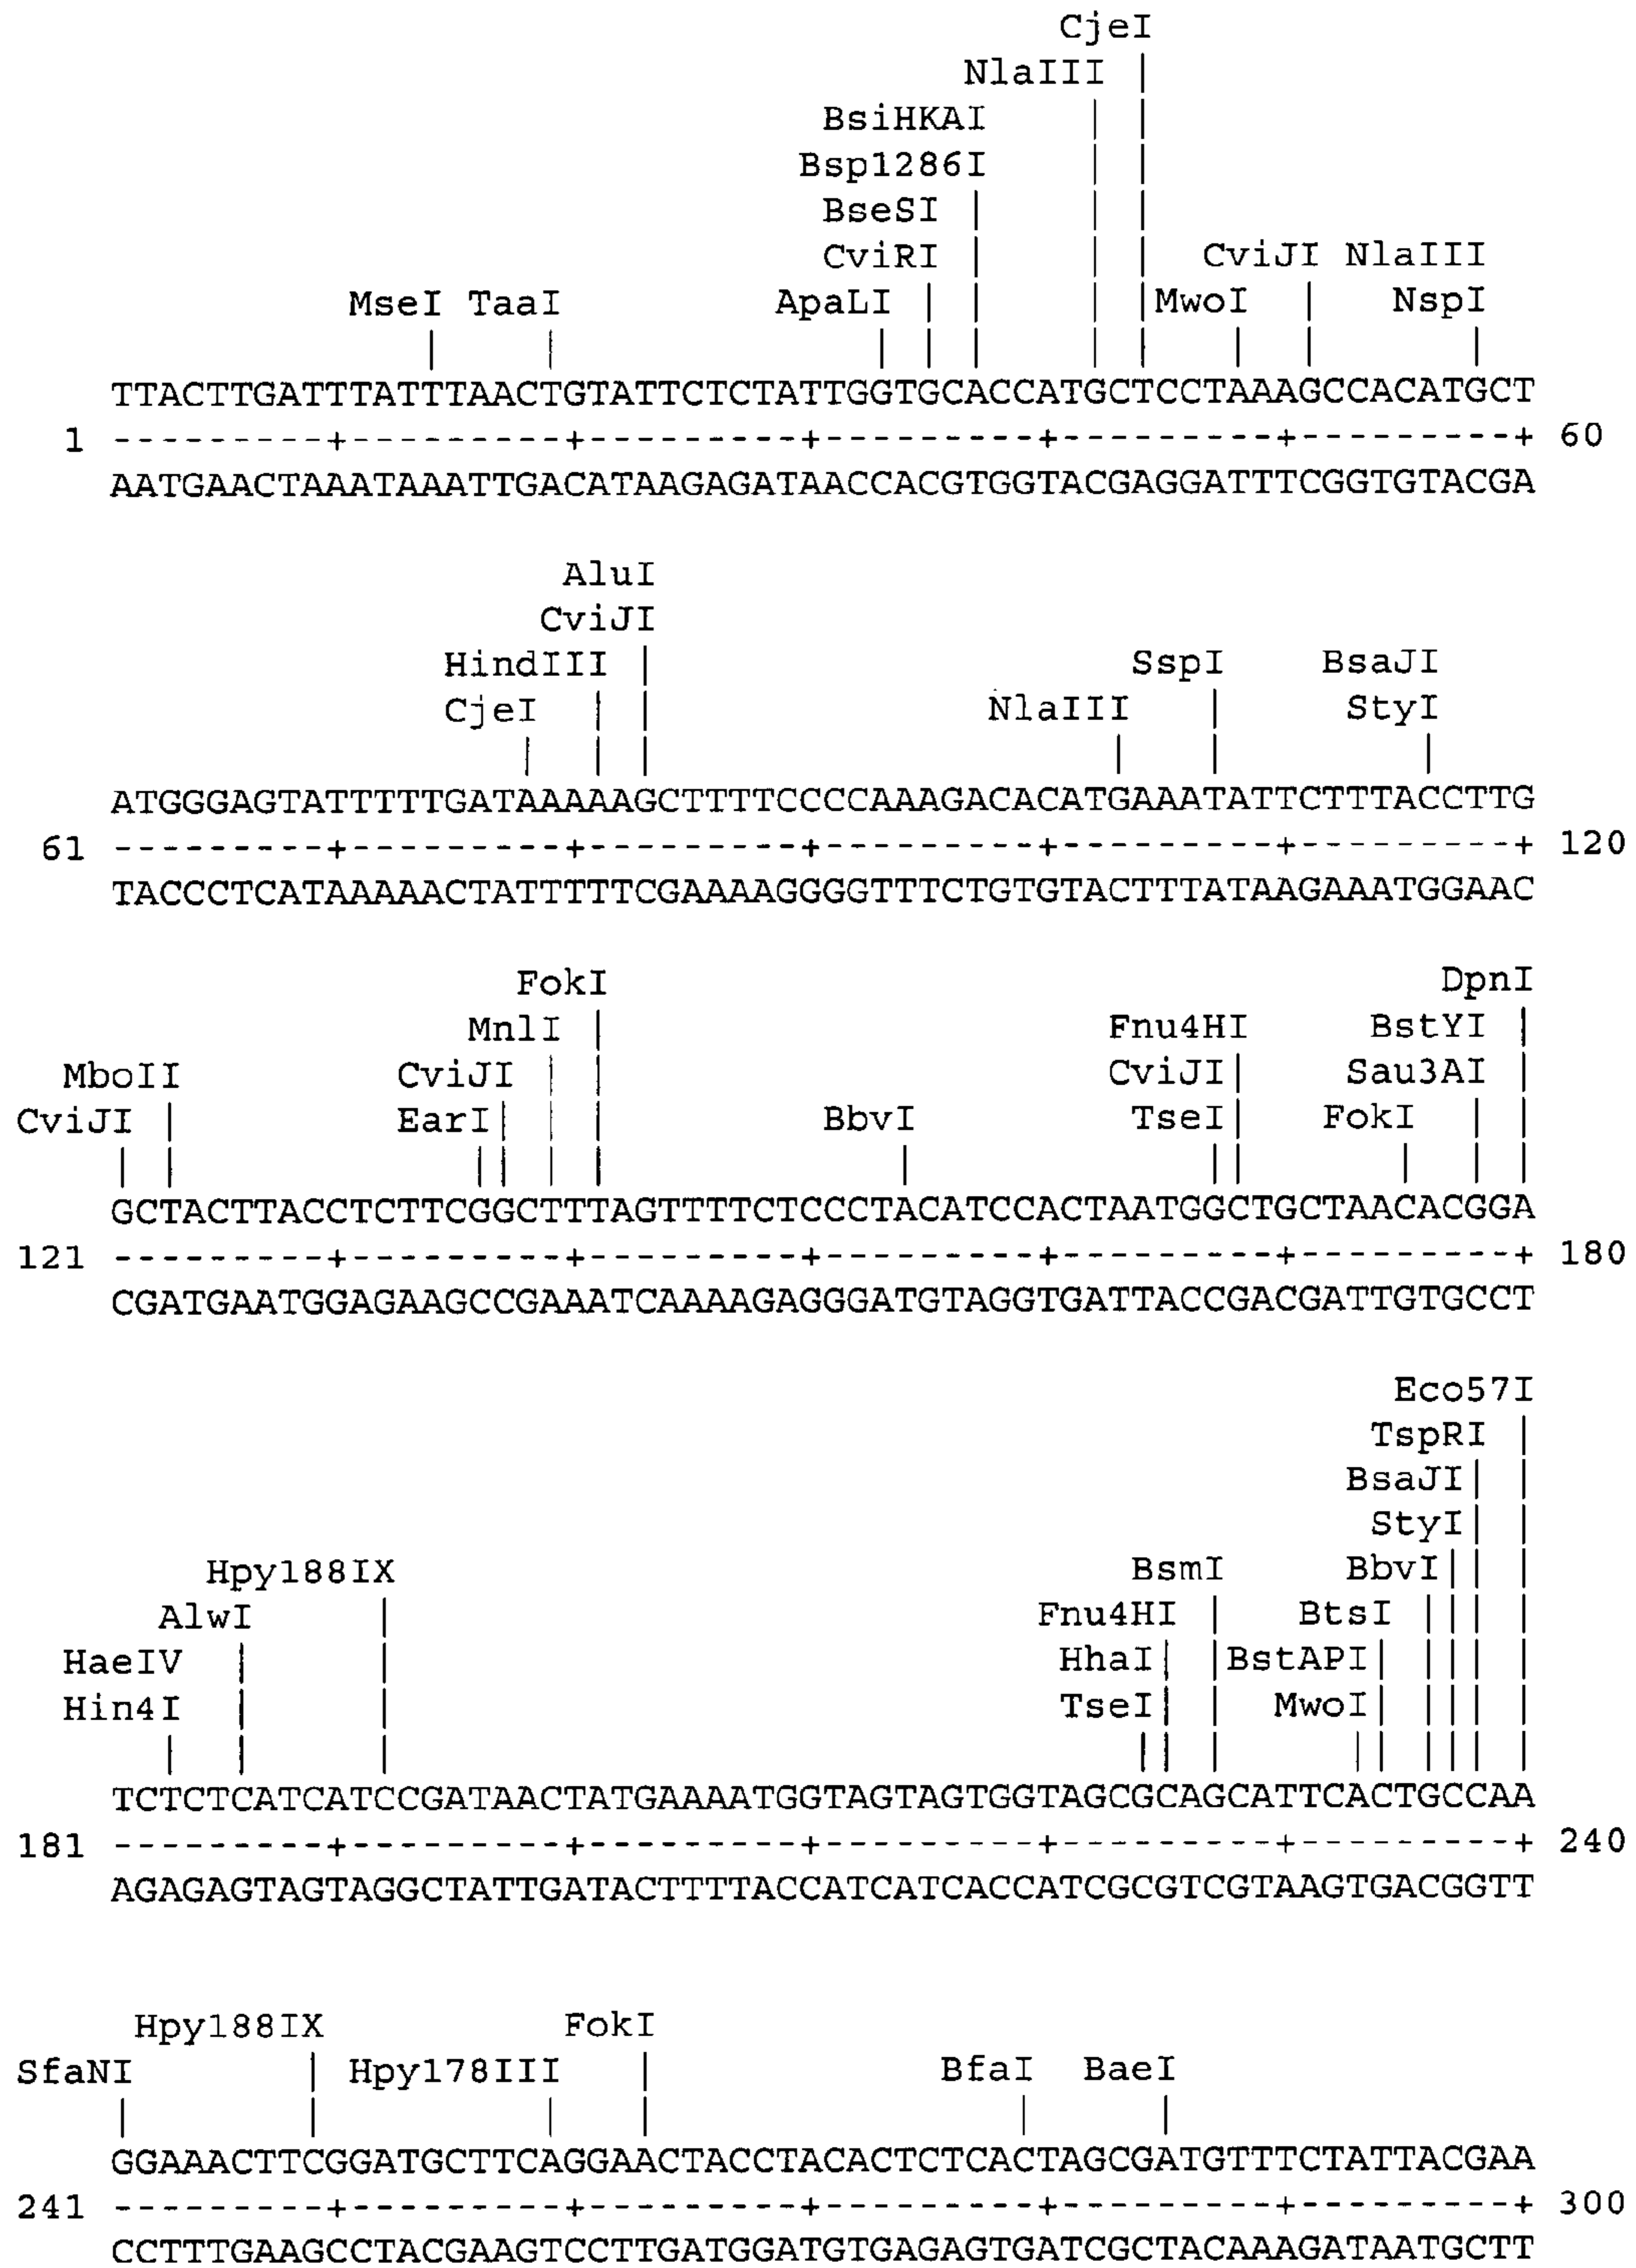 CjeI
NlaIII
BsiHKAI
Bsp1286I
BseSI
CviRI CviJI NlaIII
MseI TaaI ApaLI MwoI NspI
TTACTTGATTTATTTAACTGTATTCTCTATTGGTGCACCATGCTCCTAAAGCCACATGCT
1 ---------+---------+---------+---------+---------+---------+ 60
AATGAACTAAATAAATTGACATAAGAGATAACCACGTGGTACGAGGATTTCGGTGTACGA
AluI
CviJI
HindIII SspI BsaJI
CjeI NlaIII StyI
ATGGGAGTATTTTTGATAAAAAGCTTTTCCCCAAAGACACATGAAATATTCTTTACCTTG
61 ---------+---------+---------+---------+---------+---------+ 120
TACCCTCATAAAAACTATTTTTCGAAAAGGGGTTTCTGTGTACTTTATAAGAAATGGAAC
FokI DpnI
MnlI Fnu4HI BstYI
MboII CviJI CviJI Sau3AI
CviJI EarI BbvI TseI FokI
GCTACTTACCTCTTCGGCTTTTAGTTTTCTCCCTACATCCACTAATGGCTGCTAACACGGA
121 ---------+---------+---------+---------+---------+---------+ 180
CGATGAATGGAGAAGCCGAAATCAAAAGAGGGATGTAGGTGATTACCGACGATTGTGCCT
Eco57I
TspRI
BsaJI
StyI
Hpy188IX BsmI BbvI
AlwI Fnu4HI BtsI
HaeIV HhaI BstAPI
Hin4I TseI MwoI
TCTCTCATCATCCGATAACTATGAAAATGGTAGTAGTGGTAGCGCAGCATTCACTGCCAA
181 ---------+---------+---------+---------+---------+---------+ 240
AGAGAGTAGTAGGCTATTGATACTTTTACCATCATCACCATCGCGTCGTAAGTGACGGTT
Hpy188IX FokI
SfaNI Hpy178III BfaI BaeI
GGAAACTTCGGATGCTTCAGGAACTACCTACACTCTCACTAGCGATGTTTCTATTACGAA
241 ---------+---------+---------+---------+---------+---------+ 300
CCTTTGAAGCCTACGAAGTCCTTGATGGATGTGAGAGTGATCGCTACAAAGATAATGCTT